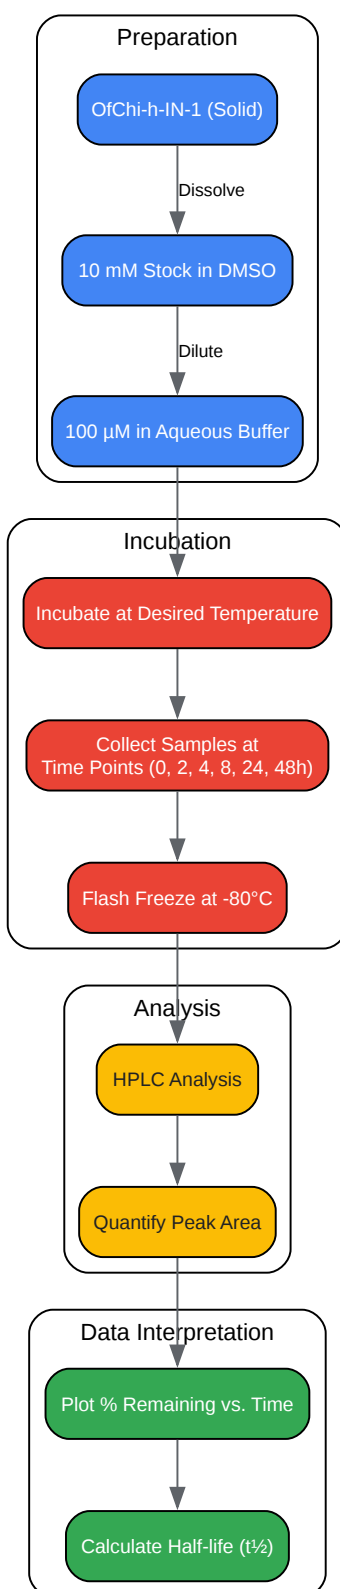 Preparation
OfChi-h-IN-1 (Solid)
Dissolve
10 mM Stock in DMSO
Dilute
100 µM in Aqueous Buffer
Incubation
Incubate at Desired Temperature
Collect Samples at
Time Points (0, 2, 4, 8, 24, 48h)
Flash Freeze at -80°C
Analysis
HPLC Analysis
Quantify Peak Area
Data Interpretation
Plot % Remaining vs. Time
Calculate Half-life (t½)